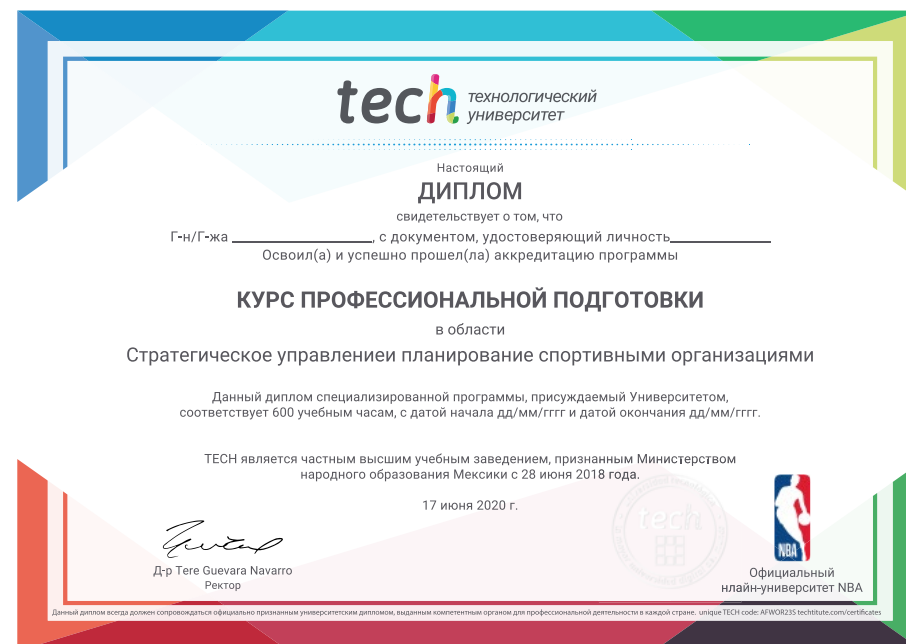 tech технологический
университет
Настоящий
ДИПЛОМ
свидетельствует о том, что
Г-н/Г-жа ____________, с документом, удостоверяющий личность____________
Освоил(а) и успешно прошел(ла) аккредитацию программы
КУРС ПРОФЕССИОНАЛЬНОЙ ПОДГОТОВКИ
в области
Стратегическое управлениеи планирование спортивными организациями
Данный диплом специализированной программы, присуждаемый Университетом,
соответствует 600 учебным часам, с датой начала дд/мм/гггг и датой окончания дд/мм/гггг.
TECH является частным высшим учебным заведением, признанным Министерством
народного образования Мексики с 28 июня 2018 года.
17 июня 2020 г.
tech
NBA
Д-р Tere Guevara Navarro
Ректор
Официальный
нлайн-университет NBA
Данный диплом всегда должен сопровождаться официально признанным университетским дипломом, выданным компетентным органом для профессиональной деятельности в каждой стране. unique TECH code: AFWOR23S techtitute.com/certificates